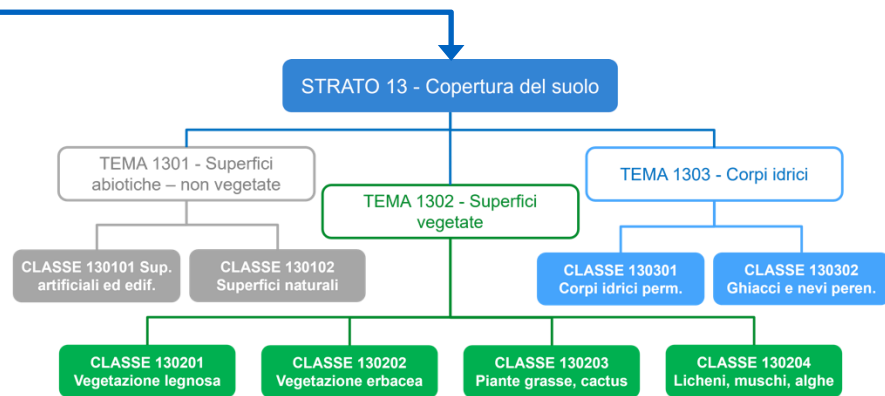 STRATO 13 - Copertura del suolo
TEMA 1301 - Superfici
abiotiche – non vegetate
TEMA 1302 - Superfici
vegetate
TEMA 1303 - Corpi idrici
CLASSE 130101 Sup.
artificiali ed edif.
CLASSE 130102
Superfici naturali
CLASSE 130301
Corpi idrici perm.
CLASSE 130302
Ghiacci e nevi peren.
CLASSE 130201
Vegetazione legnosa
CLASSE 130202
Vegetazione erbacea
CLASSE 130203
Piante grasse, cactus
CLASSE 130204
Licheni, muschi, alghe